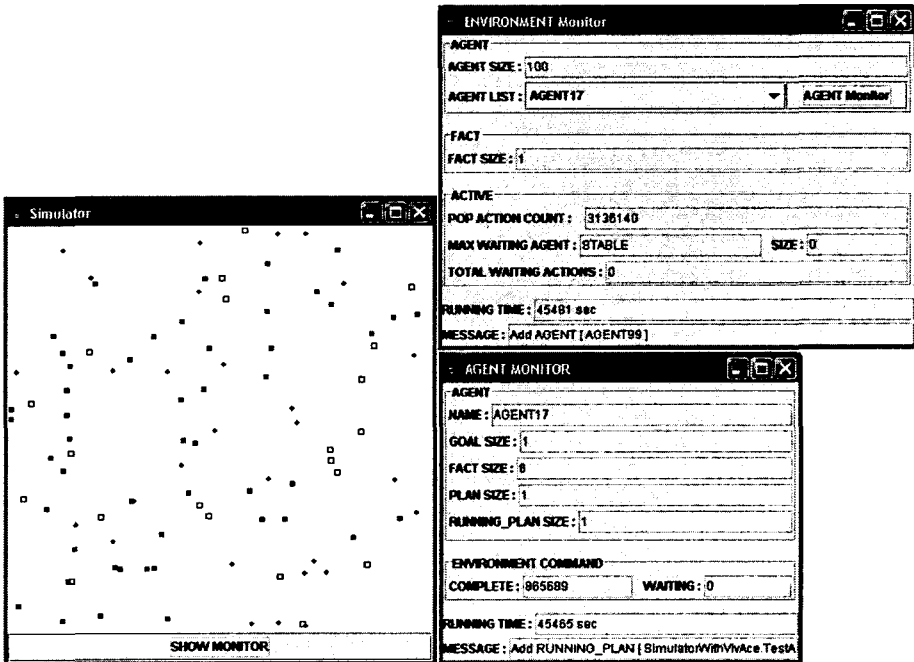 ENVIRONMENT Monitor
AGENT
AGENT SIZE : 100
AGENT LIST : AGENT17 AGENT Monitor
FACT
FACT SIZE : 1
ACTIVE
POP ACTION COUNT : 3136140
MAX WAITING AGENT : STABLE SIZE : 0
TOTAL WAITING ACTIONS : 0
RUNNING TIME : 45481 sec
MESSAGE : Add AGENT [AGENT99]
Simulator
SHOW MONITOR
AGENT MONITOR
AGENT
NAME : AGENT17
GOAL SIZE : 1
FACT SIZE : 6
PLAN SIZE : 1
RUNNING_PLAN SIZE : 1
ENVIRONMENT COMMAND
COMPLETE : 965689 WAITING : 0
RUNNING TIME : 45465 sec
MESSAGE : Add RUNNING_PLAN [ SimulatorWithVivAce.TestA